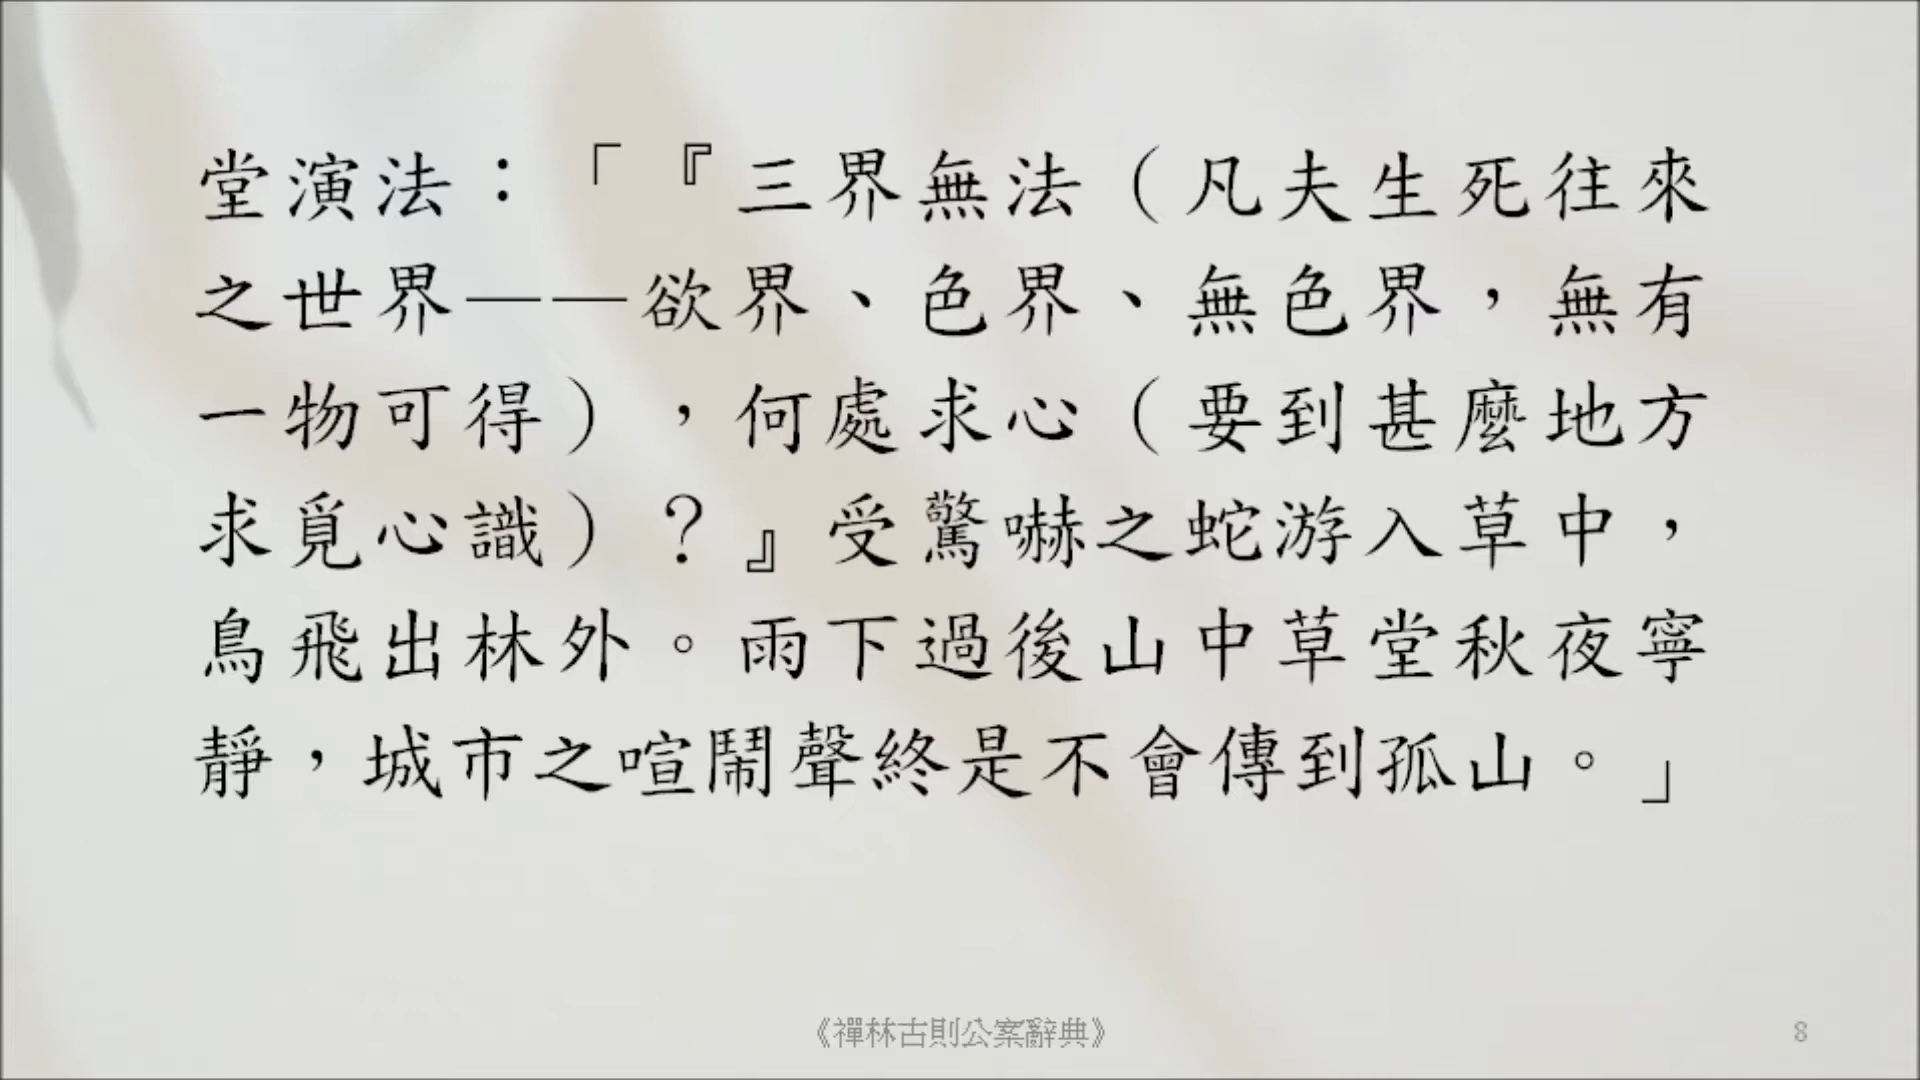 堂演法：「『三界無法（凡夫生死往來
之世界——欲界、色界、無色界，無有
一物可得），何處求心（要到甚麼地方
求覓心識）？』受驚嚇之蛇游入草中，
鳥飛出林外。雨下過後山中草堂秋夜寧
靜，城市之喧鬧聲終是不會傳到孤山。」
《禪林古則公案辭典》
8